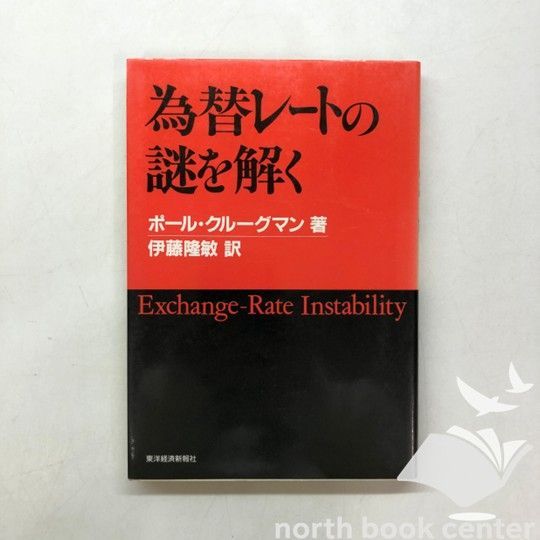 為替レートの
謎を解く
ポール・クルーグマン 著
伊藤隆敏 訳
Exchange-Rate Instability
東洋経済新報社
north book center